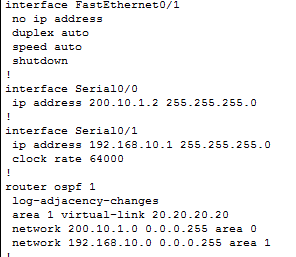 interface FastEthernet0/1
 no ip address
 duplex auto
 speed auto
 shutdown
!
interface Serial0/0
 ip address 200.10.1.2 255.255.255.0
!
interface Serial0/1
 ip address 192.168.10.1 255.255.255.0
 clock rate 64000
!
router ospf 1
 log-adjacency-changes
 area 1 virtual-link 20.20.20.20
 network 200.10.1.0 0.0.0.255 area 0
 network 192.168.10.0 0.0.0.255 area 1
!